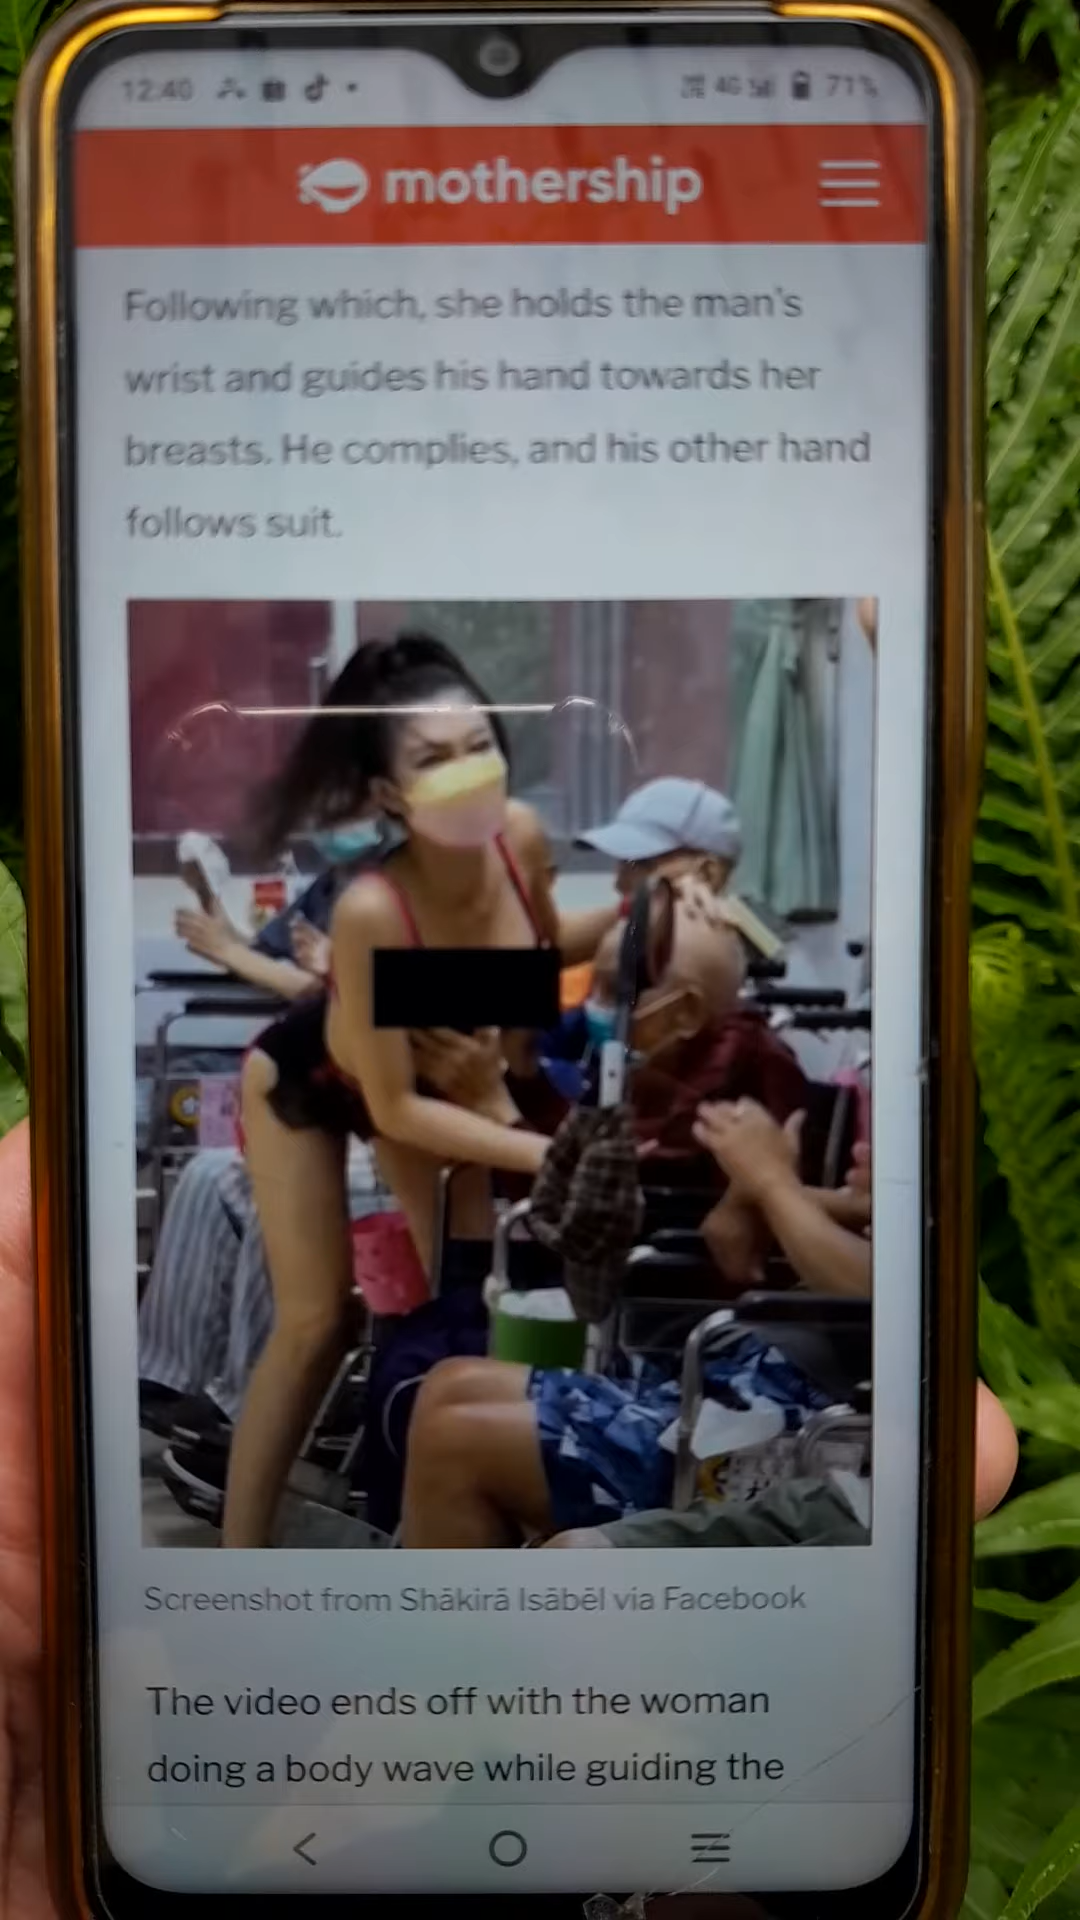 12:40
4G 71%
mothership
Following which, she holds the man's
wrist and guides his hand towards her
breasts. He complies, and his other hand
follows suit.
Screenshot from Shākirā Isābēl via Facebook
The video ends off with the woman
doing a body wave while guiding the